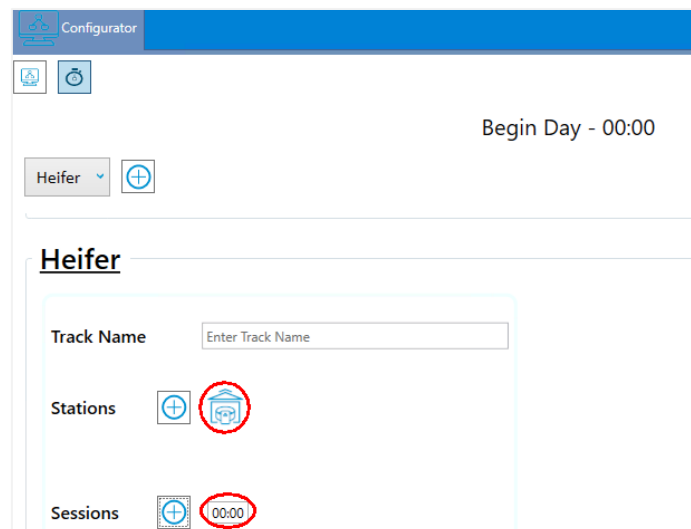 Configurator
Begin Day - 00:00
Heifer
Heifer
Track Name Enter Track Name
Stations
Sessions 00:00